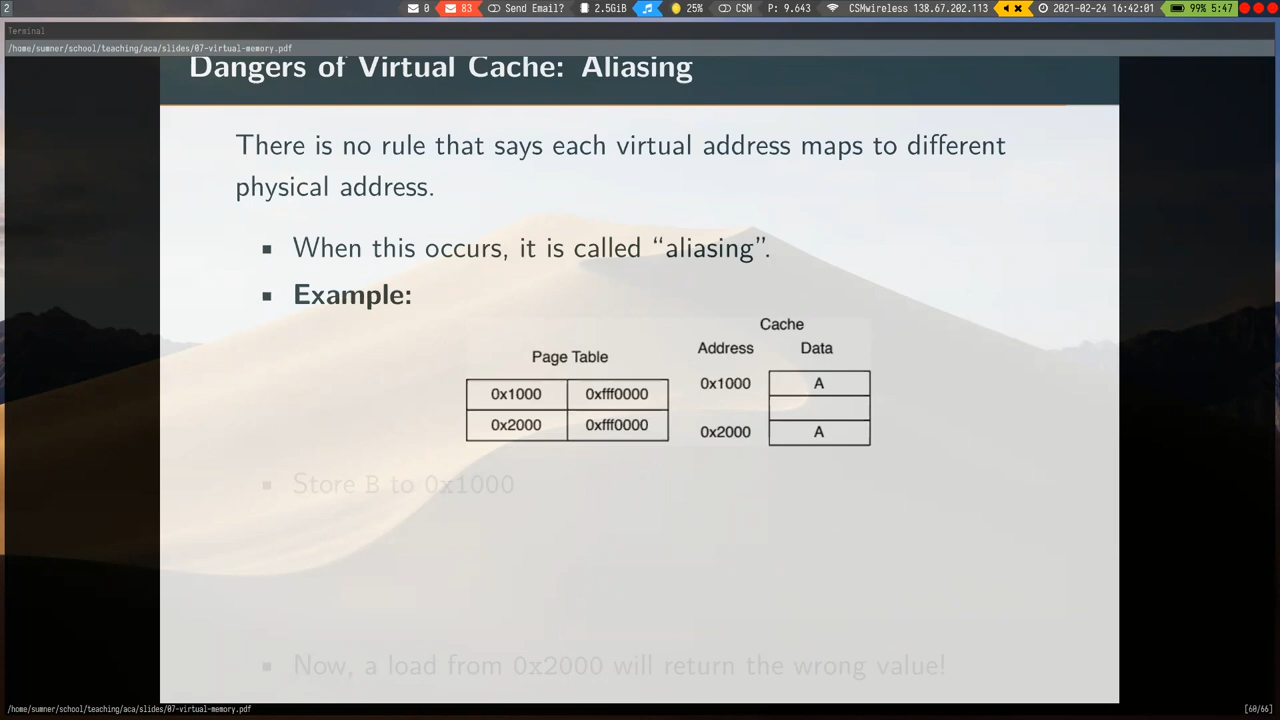 2
0 83 Send Email? 2.5GiB 25% CSM P: 9.643 CSMWireless 138.67.202.113 2021-02-24 16:42:01 99% 5:47
Terminal
/home/sumner/school/teaching/aca/slides/07-virtual-memory.pdf
Dangers of Virtual Cache: Aliasing
There is no rule that says each virtual address maps to different
physical address.
When this occurs, it is called “aliasing”.
Example:
Cache
Page Table
Address Data
0x1000 0xfff0000
0x2000 0xfff0000
0x1000 A
0x2000 A
Store B to 0x1000
Now, a load from 0x2000 will return the wrong value!
/home/sumner/school/teaching/aca/slides/07-virtual-memory.pdf [60/66]